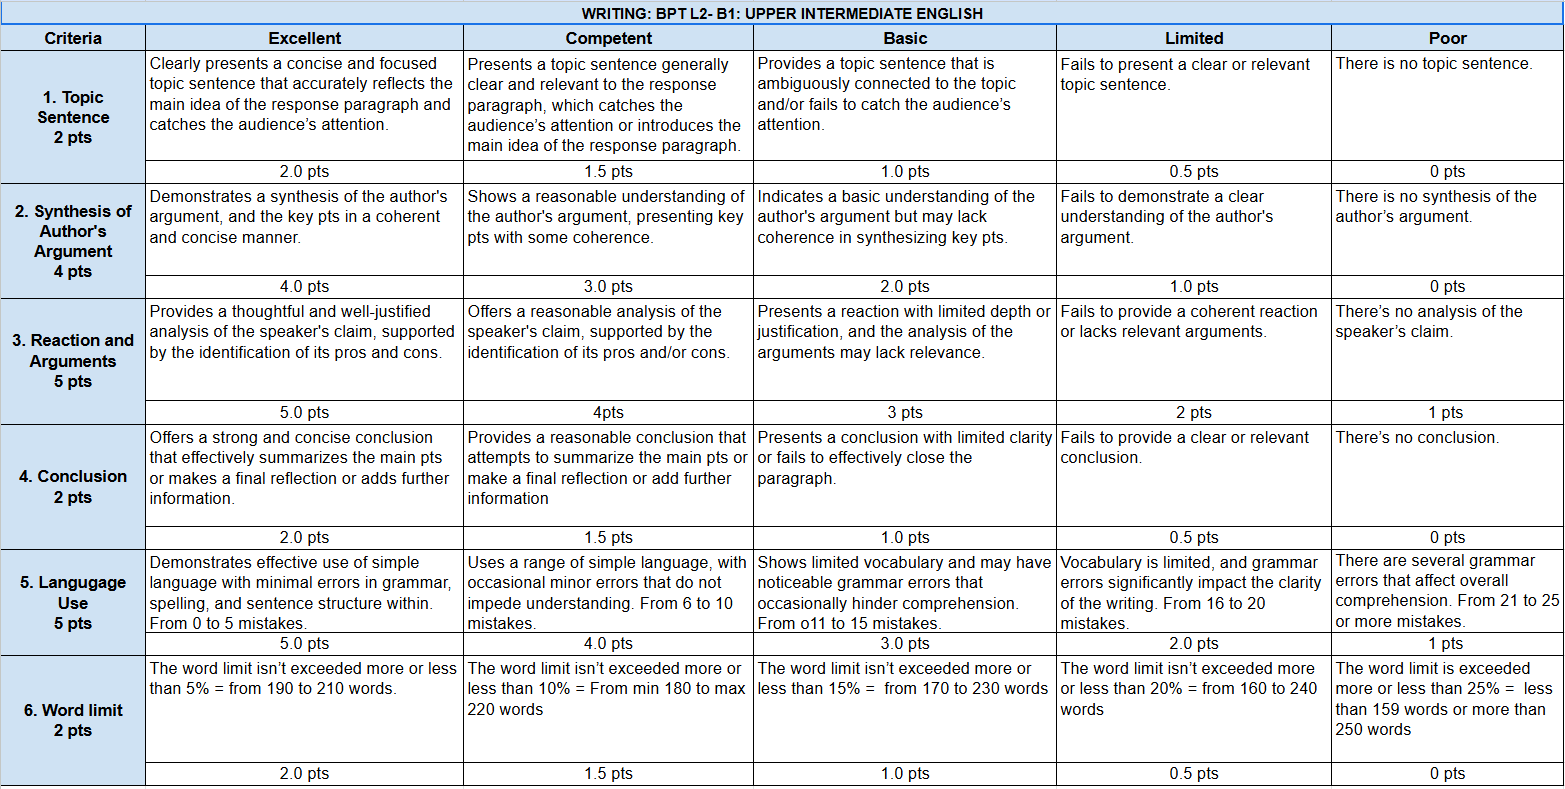 WRITING: BPT L2- B1: UPPER INTERMEDIATE ENGLISH
Criteria
Excellent
Competent
Basic
Limited
Poor
1. Topic
Sentence
2 pts
Clearly presents a concise and focused
topic sentence that accurately reflects the
main idea of the response paragraph and
catches the audience's attention.
Presents a topic sentence generally
clear and relevant to the response
paragraph, which catches the
audience's attention or introduces the
main idea of the response paragraph.
Provides a topic sentence that is
ambiguously connected to the topic
and/or fails to catch the audience's
attention.
Fails to present a clear or relevant
topic sentence.
There is no topic sentence.
2.0 pts
1.5 pts
1.0 pts
0.5 pts
0 pts
2. Synthesis of
Author's
Argument
4 pts
Demonstrates a synthesis of the author's
argument, and the key pts in a coherent
and concise manner.
Shows a reasonable understanding of
the author's argument, presenting key
pts with some coherence.
Indicates a basic understanding of the
author's argument but may lack
coherence in synthesizing key pts.
Fails to demonstrate a clear
understanding of the author's
argument.
There is no synthesis of the
author's argument.
4.0 pts
3.0 pts
2.0 pts
1.0 pts
0 pts
3. Reaction and
Arguments
5 pts
Provides a thoughtful and well-justified
analysis of the speaker's claim, supported
by the identification of its pros and cons.
Offers a reasonable analysis of the
speaker's claim, supported by the
identification of its pros and/or cons.
Presents a reaction with limited depth or
justification, and the analysis of the
arguments may lack relevance.
Fails to provide a coherent reaction
or lacks relevant arguments.
There's no analysis of the
speaker's claim.
5.0 pts
4pts
3 pts
2 pts
1 pts
4. Conclusion
2 pts
Offers a strong and concise conclusion
that effectively summarizes the main pts
or makes a final reflection or adds further
information.
Provides a reasonable conclusion that
attempts to summarize the main pts or
make a final reflection or add further
information
Presents a conclusion with limited clarity
or fails to effectively close the
paragraph.
Fails to provide a clear or relevant
conclusion.
There's no conclusion.
2.0 pts
1.5 pts
1.0 pts
0.5 pts
0 pts
5. Langugage
Use
5 pts
Demonstrates effective use of simple
language with minimal errors in grammar,
spelling, and sentence structure within.
From 0 to 5 mistakes.
Uses a range of simple language, with
occasional minor errors that do not
impede understanding. From 6 to 10
mistakes.
Shows limited vocabulary and may have
noticeable grammar errors that
occasionally hinder comprehension.
From o11 to 15 mistakes.
Vocabulary is limited, and grammar
errors significantly impact the clarity
of the writing. From 16 to 20
mistakes.
There are several grammar
errors that affect overall
comprehension. From 21 to 25
or more mistakes.
5.0 pts
4.0 pts
3.0 pts
2.0 pts
1 pts
6. Word limit
2 pts
The word limit isn't exceeded more or less
than 5% = from 190 to 210 words.
The word limit isn't exceeded more or
less than 10% = From min 180 to max
220 words
The word limit isn't exceeded more or
less than 15% =  from 170 to 230 words
The word limit isn't exceeded more
or less than 20% = from 160 to 240
words
The word limit is exceeded
more or less than 25% =  less
than 159 words or more than
250 words
2.0 pts
1.5 pts
1.0 pts
0.5 pts
0 pts